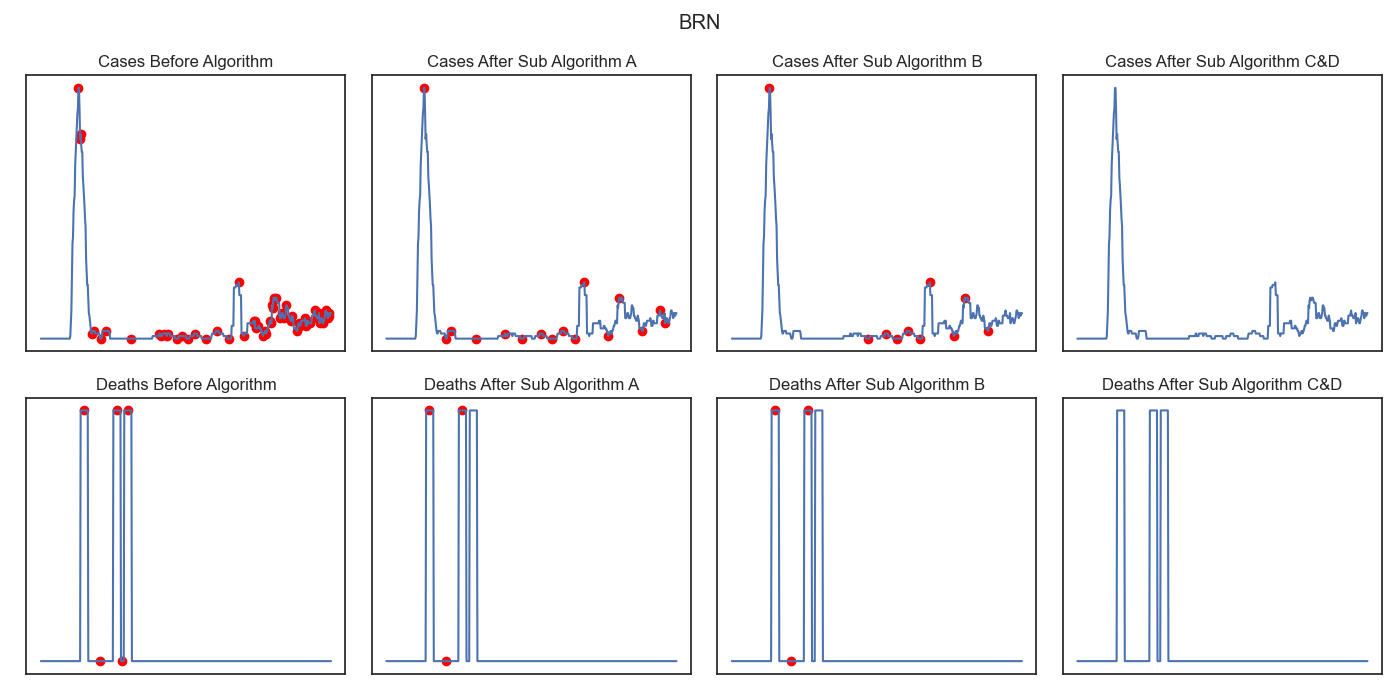 BRN
Cases Before Algorithm
Cases After Sub Algorithm A
Cases After Sub Algorithm B
Cases After Sub Algorithm C&D
Deaths Before Algorithm
Deaths After Sub Algorithm A
Deaths After Sub Algorithm B
Deaths After Sub Algorithm C&D